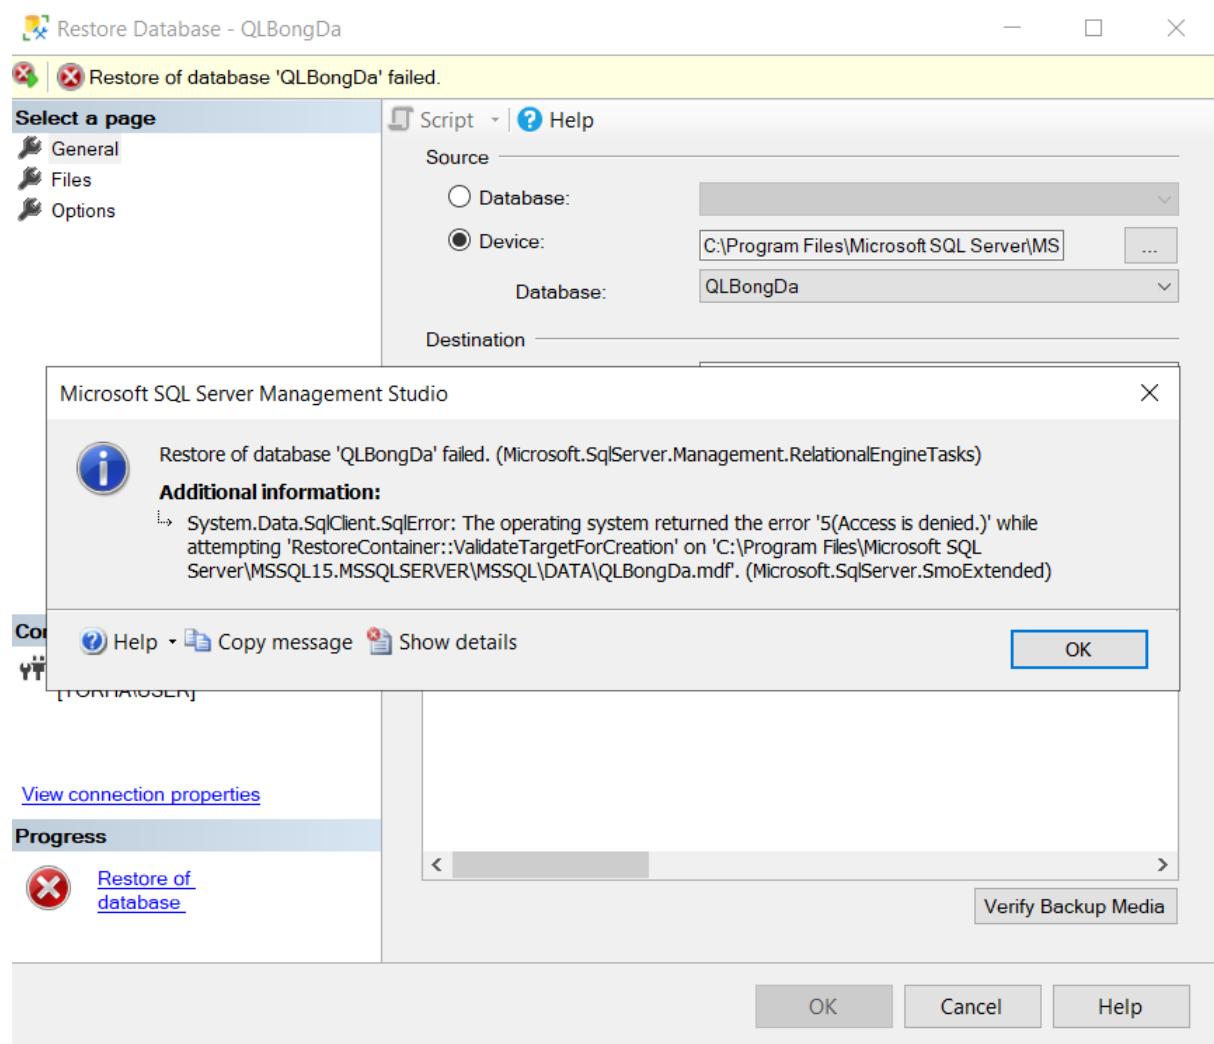 Restore Database - QLBongDa
Restore of database 'QLBongDa' failed.
Select a page
General
Files
Options
Script
Help
Source
Database:
Device:
C:\Program Files\Microsoft SQL Server\MS
...
Database:
QLBongDa
Destination
Microsoft SQL Server Management Studio
Restore of database 'QLBongDa' failed. (Microsoft.SqlServer.Management.RelationalEngineTasks)
Additional information:
System.Data.SqlClient.SqlError: The operating system returned the error '5(Access is denied.)' while
attempting 'RestoreContainer::ValidateTargetForCreation' on 'C:\Program Files\Microsoft SQL
Server\MSSQL15.MSSQLSERVER\MSSQL\DATA\QLBongDa.mdf'. (Microsoft.SqlServer.SmoExtended)
Help
Copy message
Show details
OK
View connection properties
Progress
Restore of
database
Verify Backup Media
OK
Cancel
Help